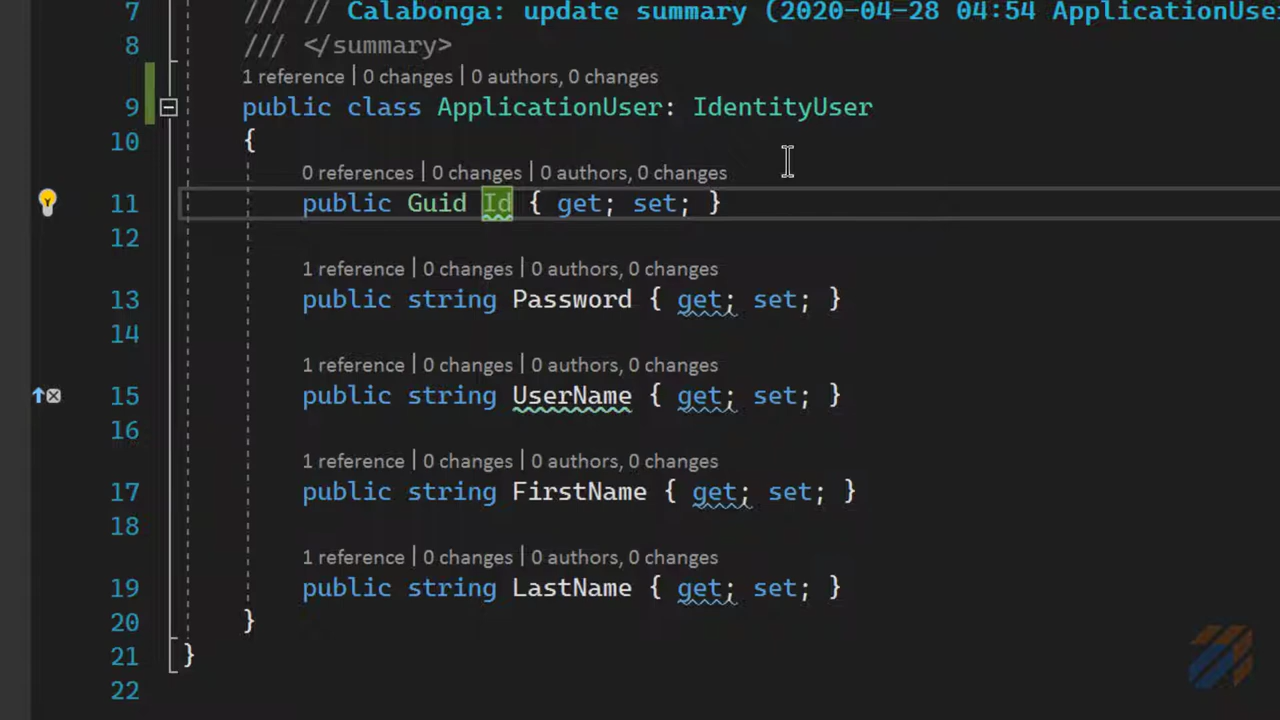 7 /// // Calabonga: update summary (2020-04-28 04:54 ApplicationUse
8 /// </summary>
1 reference | 0 changes | 0 authors, 0 changes
9 public class ApplicationUser: IdentityUser
10 {
0 references | 0 changes | 0 authors, 0 changes
11 public Guid Id { get; set; }
12
1 reference | 0 changes | 0 authors, 0 changes
13 public string Password { get; set; }
14
1 reference | 0 changes | 0 authors, 0 changes
15 public string UserName { get; set; }
16
1 reference | 0 changes | 0 authors, 0 changes
17 public string FirstName { get; set; }
18
1 reference | 0 changes | 0 authors, 0 changes
19 public string LastName { get; set; }
20 }
21 }
22